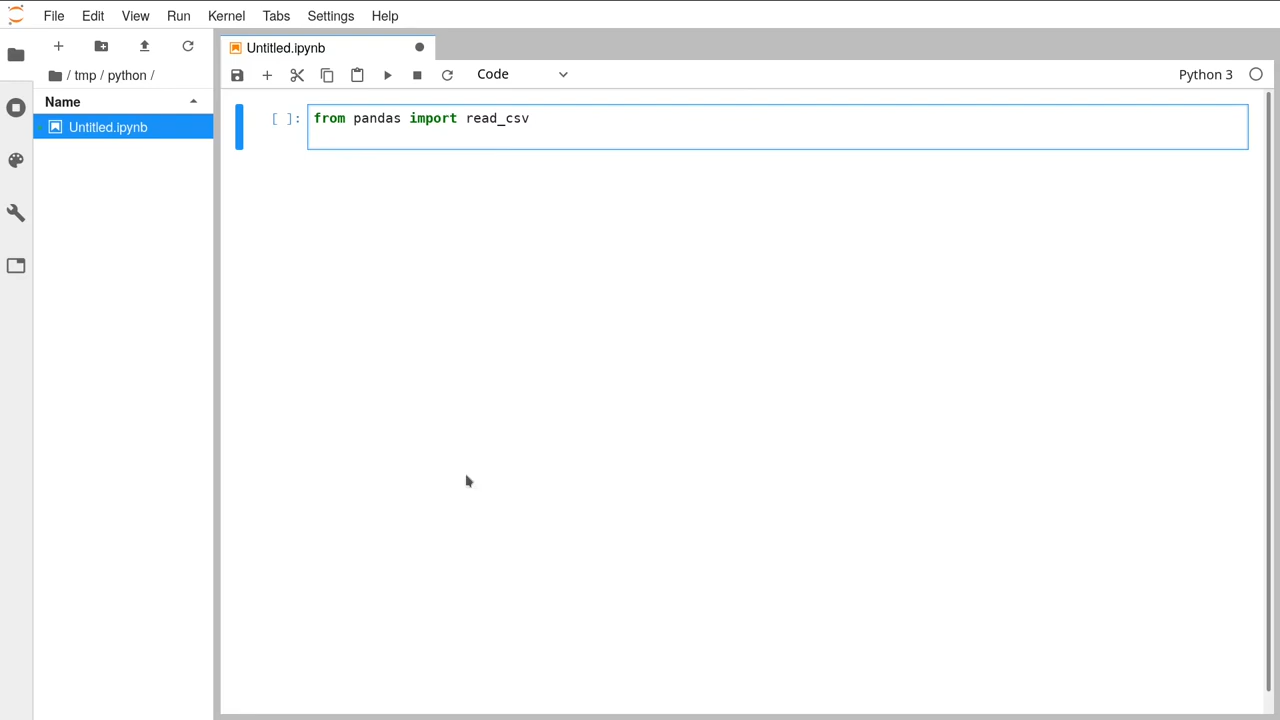 File Edit View Run Kernel Tabs Settings Help
/ tmp / python /
Name
Untitled.ipynb
Untitled.ipynb
Code
Python 3
[ ]: from pandas import read_csv